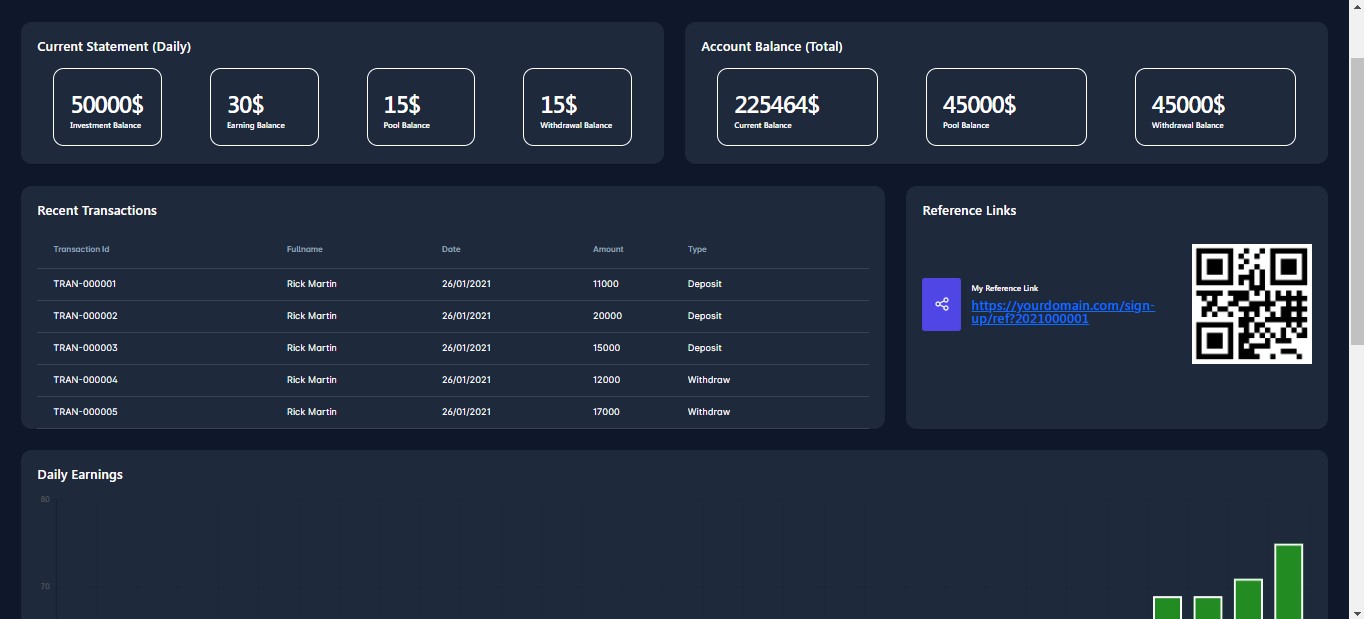 Current Statement (Daily)
50000$
Investment Balance
30$
Earning Balance
15$
Pool Balance
15$
Withdrawal Balance
Account Balance (Total)
225464$
Current Balance
45000$
Pool Balance
45000$
Withdrawal Balance
Recent Transactions
Transaction Id Fullname Date Amount Type
TRAN-000001 Rick Martin 26/01/2021 11000 Deposit
TRAN-000002 Rick Martin 26/01/2021 20000 Deposit
TRAN-000003 Rick Martin 26/01/2021 15000 Deposit
TRAN-000004 Rick Martin 26/01/2021 12000 Withdraw
TRAN-000005 Rick Martin 26/01/2021 17000 Withdraw
Reference Links
My Reference Link
https://yourdomain.com/sign-
up/ref?2021000001
Daily Earnings
80
70